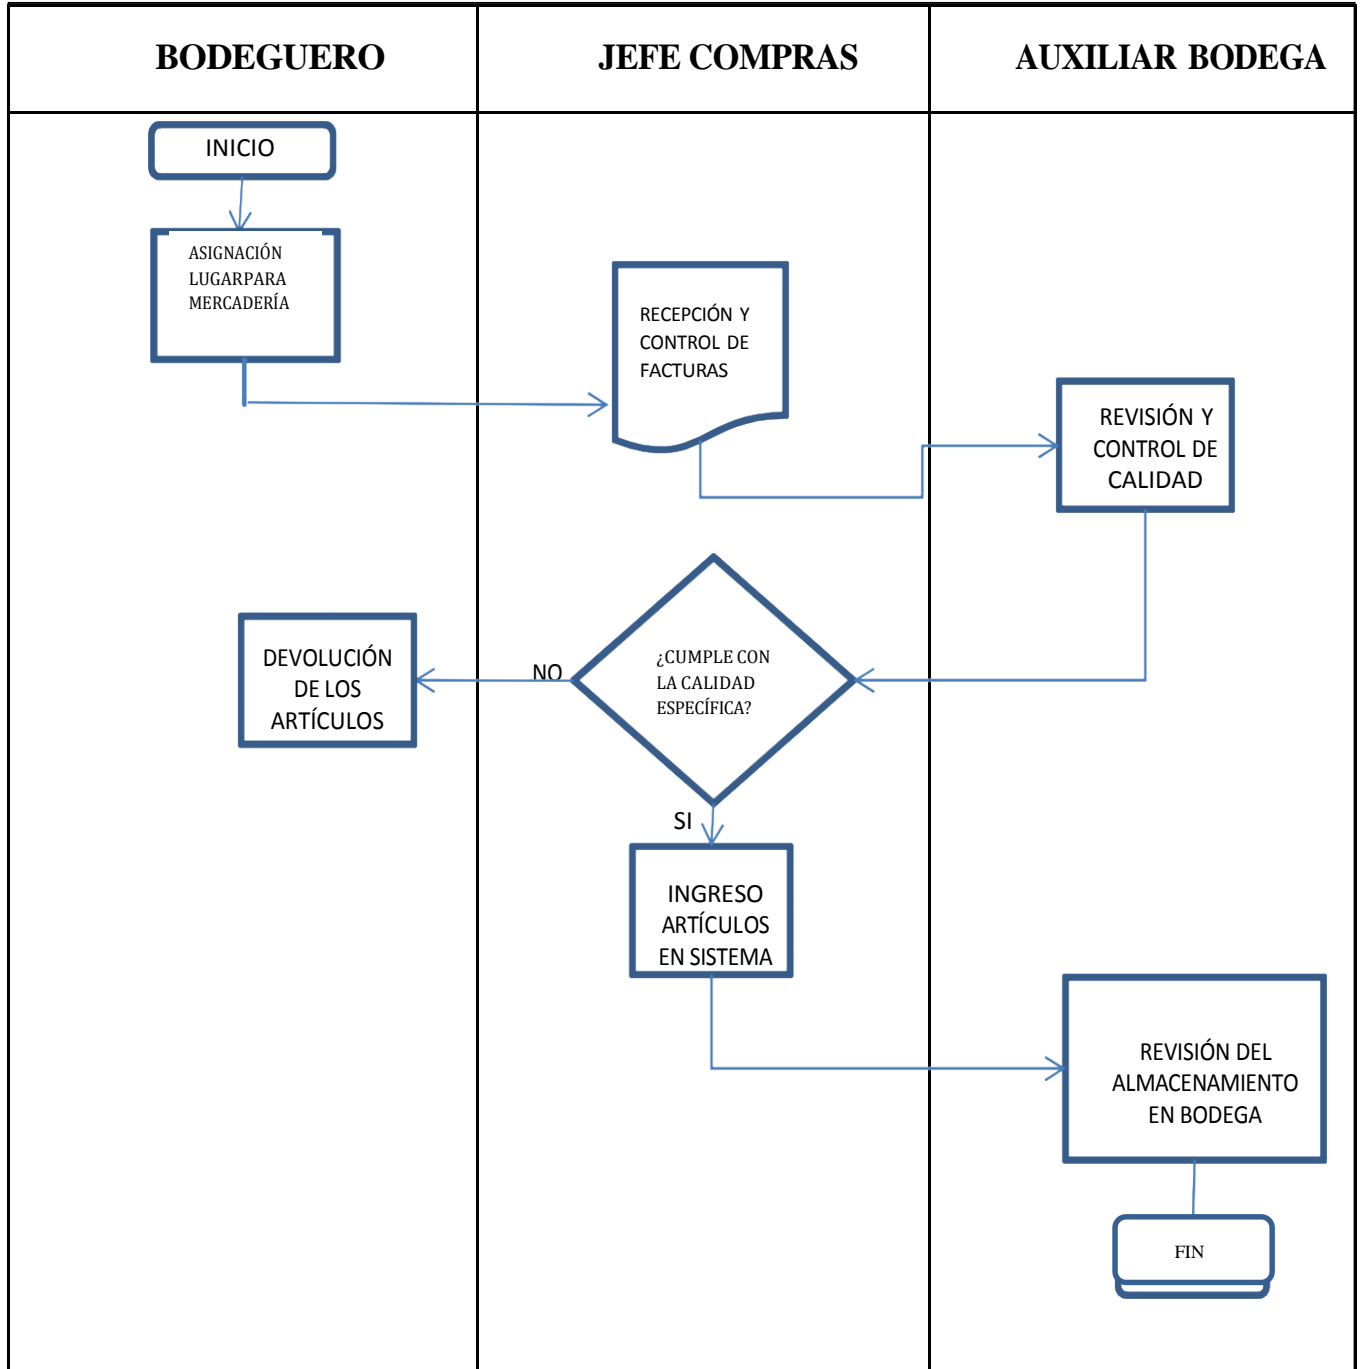 BODEGUERO
JEFE COMPRAS
AUXILIAR BODEGA
INICIO
ASIGNACIÓN
LUGARPARA
MERCADERÍA
RECEPCIÓN Y
CONTROL DE
FACTURAS
REVISIÓN Y
CONTROL DE
CALIDAD
¿CUMPLE CON
LA CALIDAD
ESPECÍFICA?
NO
DEVOLUCIÓN
DE LOS
ARTÍCULOS
SI
INGRESO
ARTÍCULOS
EN SISTEMA
REVISIÓN DEL
ALMACENAMIENTO
EN BODEGA
FIN